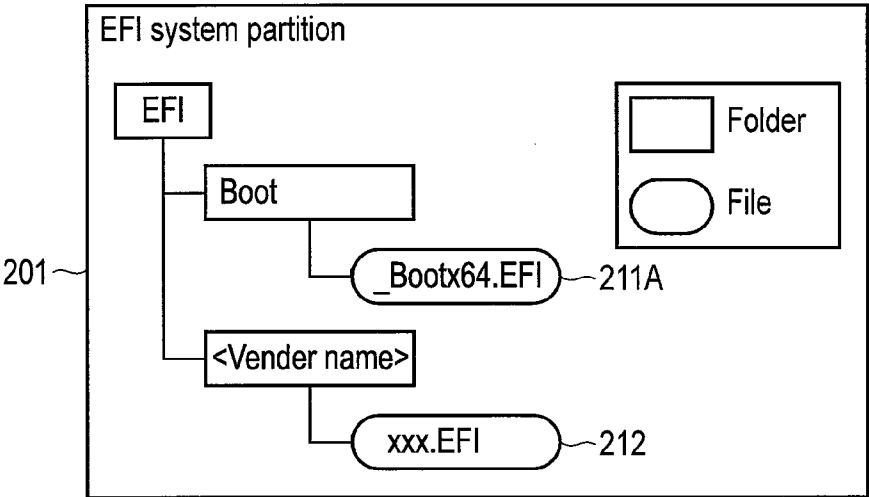 EFI system partition
EFI
Folder
Boot
File
201
_Bootx64.EFI
211A
<Vender name>
xxx.EFI
212